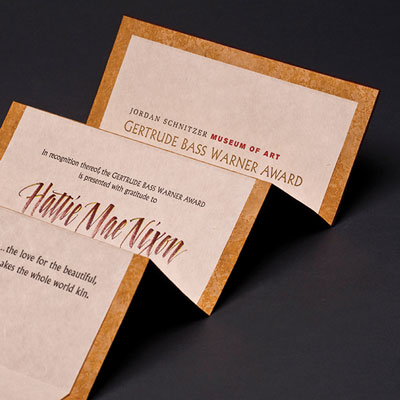 JORDAN SCHNITZER MUSEUM OF ART
GERTRUDE BASS WARNER AWARD
In recognition thereof, the GERTRUDE BASS WARNER AWARD
is presented with gratitude to
Hattie Mae Nixon
...the love for the beautiful,
akes the whole world kin.